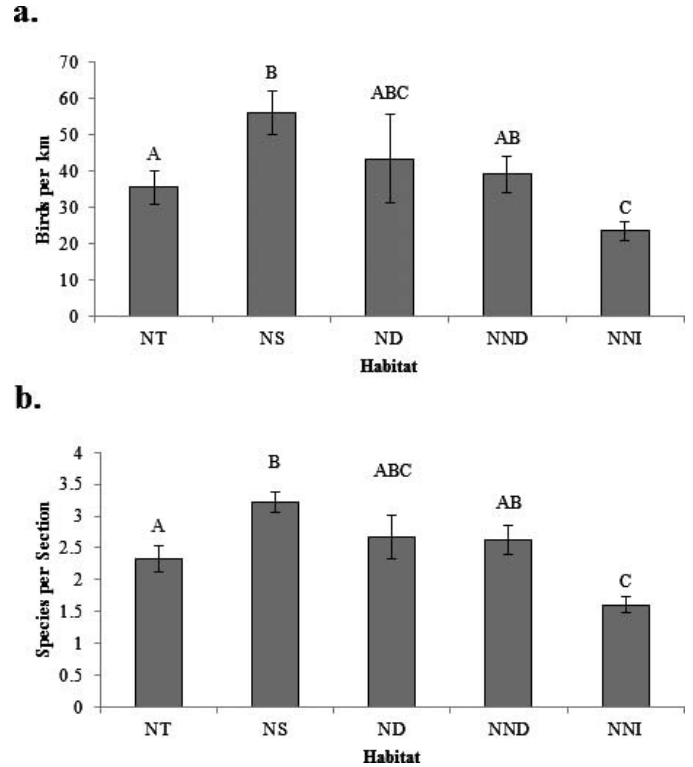 a.
Birds per km
70
60
50
40
30
20
10
0
A
B
ABC
AB
C
NT NS ND NND NNI
Habitat
b.
Species per Section
4
3.5
3
2.5
2
1.5
1
0.5
0
A
B
ABC
AB
C
NT NS ND NND NNI
Habitat